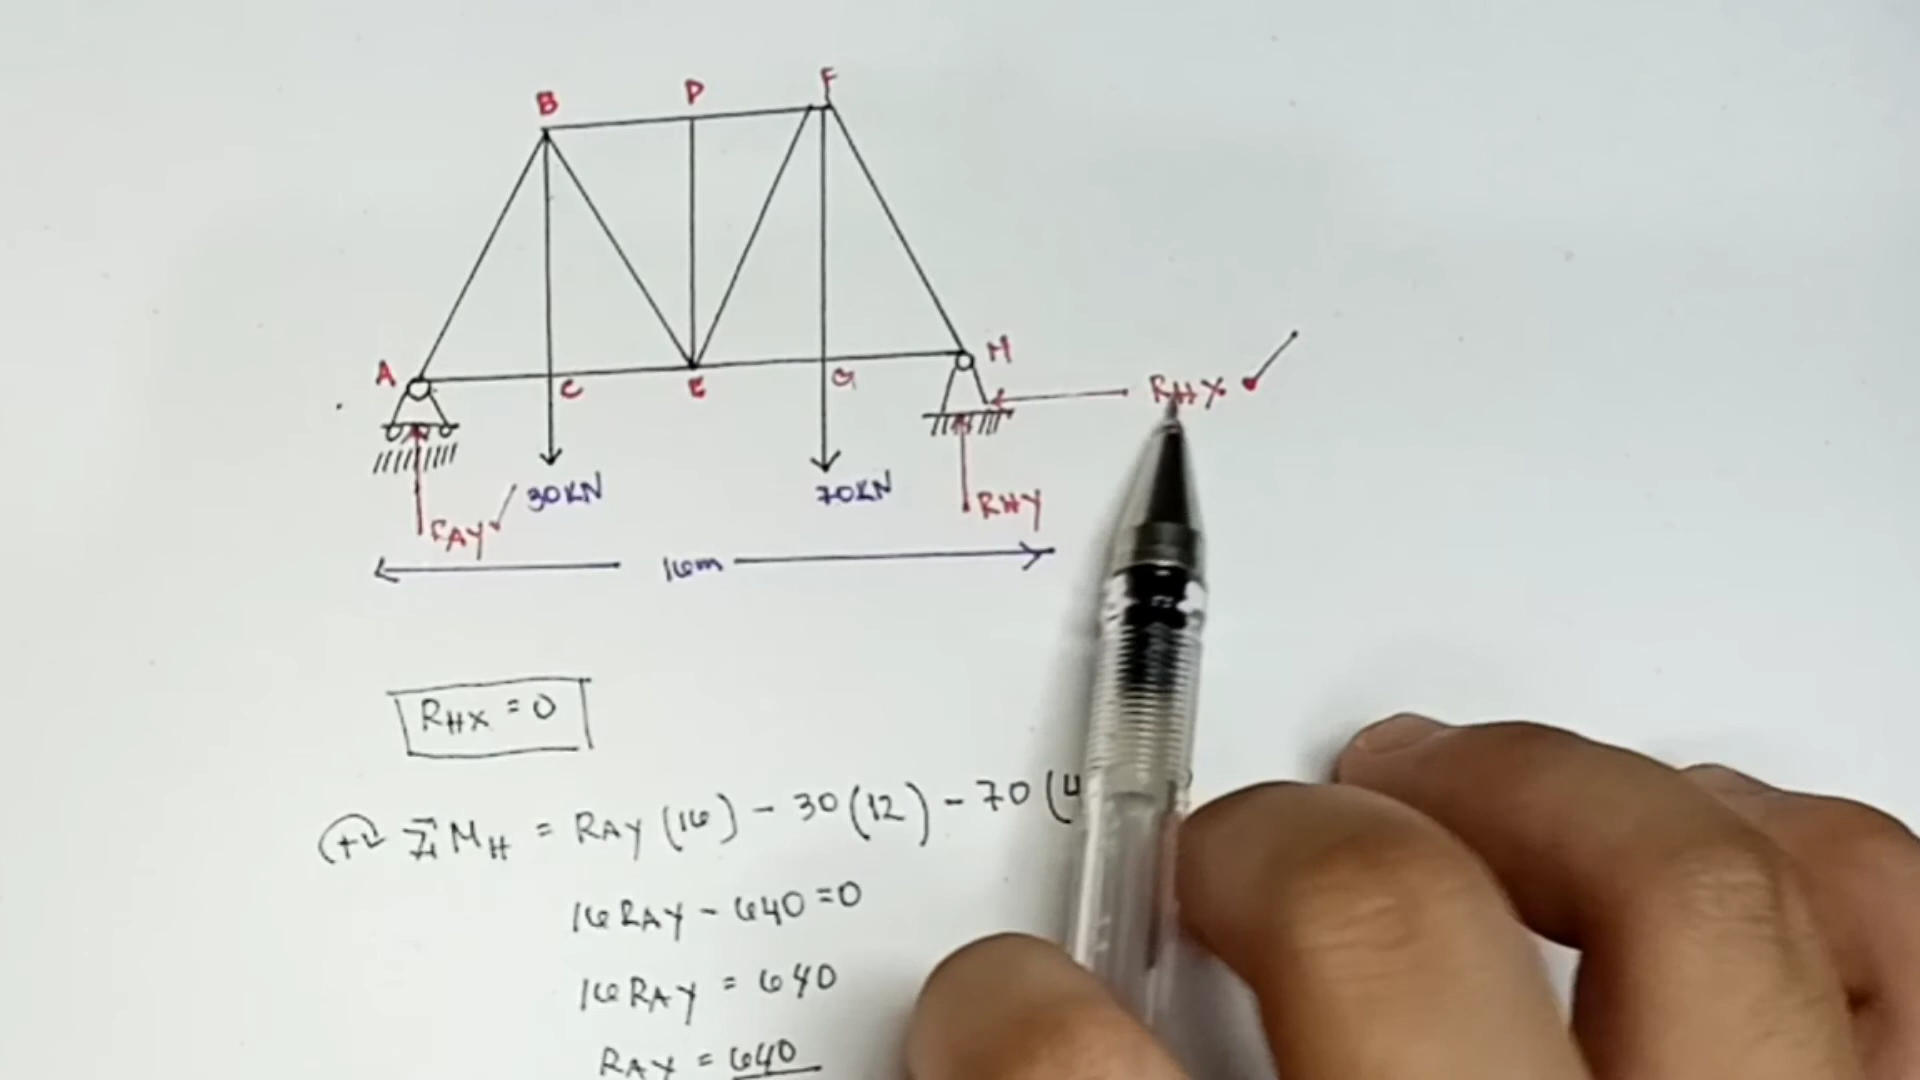 B D F
A C E G H
RHX
30KN 70KN
RAY RHY
16m
RHX = 0
+ ΣMH = RAY(16) - 30(12) - 70(4
16RAY - 640 = 0
16RAY = 640
RAY = 640